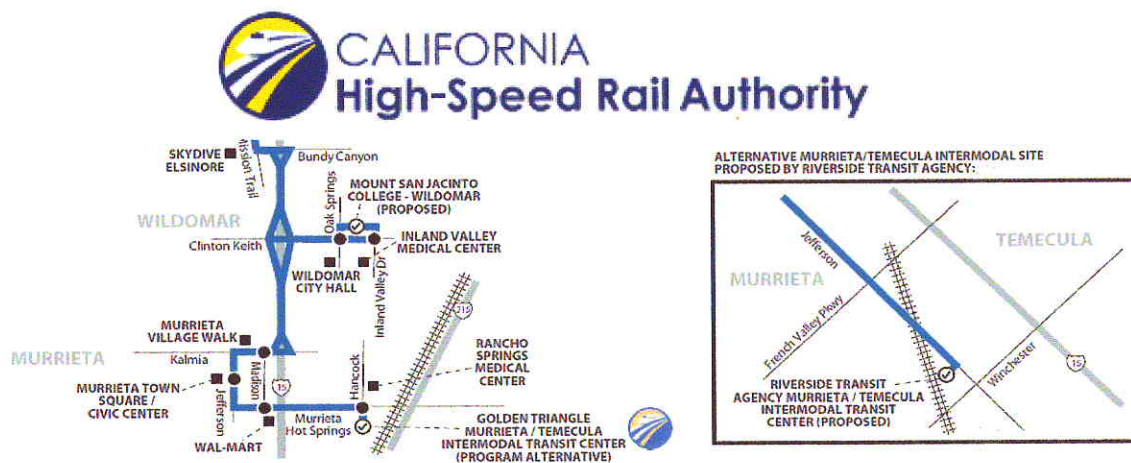 CALIFORNIA
High-Speed Rail Authority
SKYDIVE
ELSINORE
Mission Trail
Bundy Canyon
WILDOMAR
Oak Springs
MOUNT SAN JACINTO
COLLEGE - WILDOMAR
(PROPOSED)
Clinton Keith
INLAND VALLEY
MEDICAL CENTER
WILDOMAR
CITY HALL
Inland Valley Dr
215
MURRIETA
VILLAGE WALK
MURRIETA
Kalmia
Madison
15
Hancock
RANCHO
SPRINGS
MEDICAL
CENTER
MURRIETA TOWN
SQUARE /
CIVIC CENTER
Jefferson
WAL-MART
Murrieta
Hot Springs
GOLDEN TRIANGLE
MURRIETA / TEMECULA
INTERMODAL TRANSIT CENTER
(PROGRAM ALTERNATIVE)
ALTERNATIVE MURRIETA/TEMECULA INTERMODAL SITE
PROPOSED BY RIVERSIDE TRANSIT AGENCY:
Jefferson
TEMECULA
MURRIETA
French Valley Pkwy
Winchester
15
RIVERSIDE TRANSIT
AGENCY MURRIETA / TEMECULA
INTERMODAL TRANSIT
CENTER (PROPOSED)